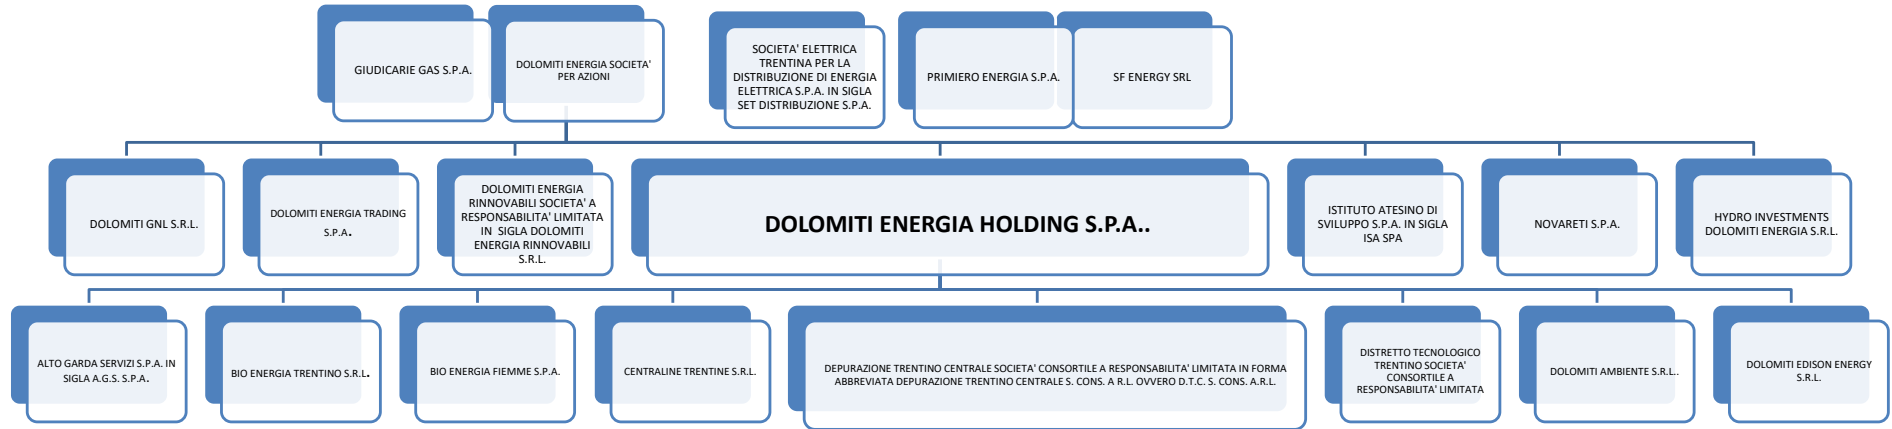 GIUDICARIE GAS S.P.A.
DOLOMITI ENERGIA SOCIETA'
PER AZIONI
SOCIETA' ELETTRICA
TRENTINA PER LA
DISTRIBUZIONE DI ENERGIA
ELETTRICA S.P.A. IN SIGLA
SET DISTRIBUZIONE S.P.A.
PRIMIERO ENERGIA S.P.A.
SF ENERGY SRL
DOLOMITI GNL S.R.L.
DOLOMITI ENERGIA TRADING
S.P.A.
DOLOMITI ENERGIA
RINNOVABILI SOCIETA' A
RESPONSABILITA' LIMITATA
IN SIGLA DOLOMITI
ENERGIA RINNOVABILI
S.R.L.
DOLOMITI ENERGIA HOLDING S.P.A..
ISTITUTO ATESINO DI
SVILUPPO S.P.A. IN SIGLA
ISA SPA
NOVARETI S.P.A.
HYDRO INVESTMENTS
DOLOMITI ENERGIA S.R.L.
ALTO GARDA SERVIZI S.P.A. IN
SIGLA A.G.S. S.P.A.
BIO ENERGIA TRENTINO S.R.L.
BIO ENERGIA FIEMME S.P.A.
CENTRALINE TRENTINE S.R.L.
DEPURAZIONE TRENTINO CENTRALE SOCIETA' CONSORTILE A RESPONSABILITA' LIMITATA IN FORMA
ABBREVIATA DEPURAZIONE TRENTINO CENTRALE S. CONS. A R.L. OVVERO D.T.C. S. CONS. A.R.L.
DISTRETTO TECNOLOGICO
TRENTINO SOCIETA'
CONSORTILE A
RESPONSABILITA' LIMITATA
DOLOMITI AMBIENTE S.R.L..
DOLOMITI EDISON ENERGY
S.R.L.